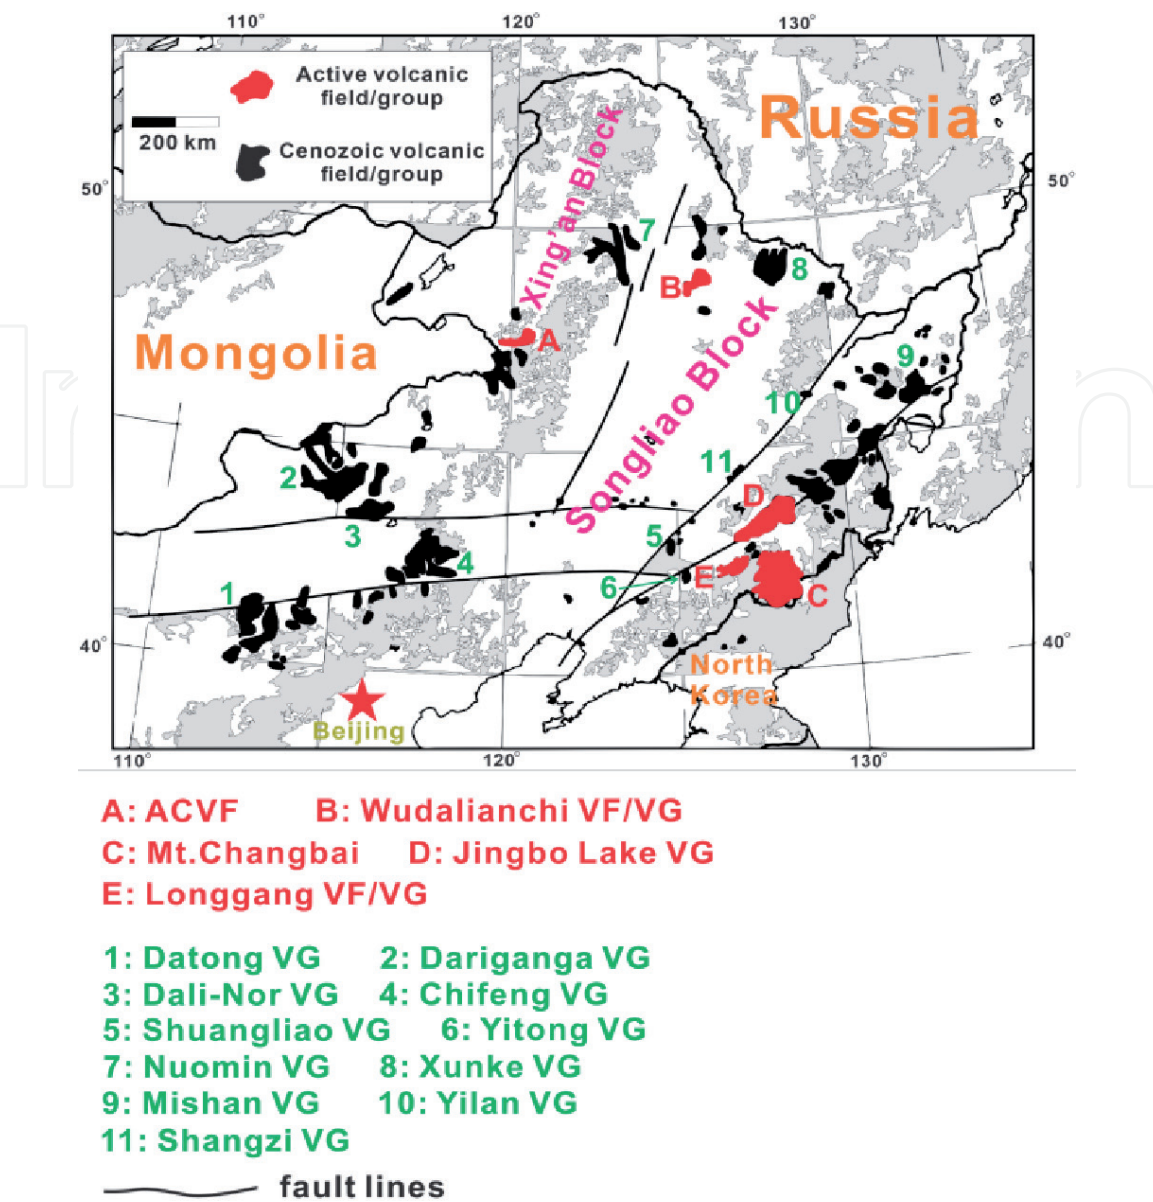 110° 120° 130°
Active volcanic
field/group
200 km
Cenozoic volcanic
field/group
Russia
50° 50°
Xing'an Block
7
8
B
Mongolia
A
Songliao Block
9
10
2
11
D
3
5
4
E
6
C
1
40° 40°
North
Korea
Beijing
110° 120° 130°
A: ACVF B: Wudalianchi VF/VG
C: Mt.Changbai D: Jingbo Lake VG
E: Longgang VF/VG
1: Datong VG 2: Dariganga VG
3: Dali-Nor VG 4: Chifeng VG
5: Shuangliao VG 6: Yitong VG
7: Nuomin VG 8: Xunke VG
9: Mishan VG 10: Yilan VG
11: Shangzi VG
fault lines